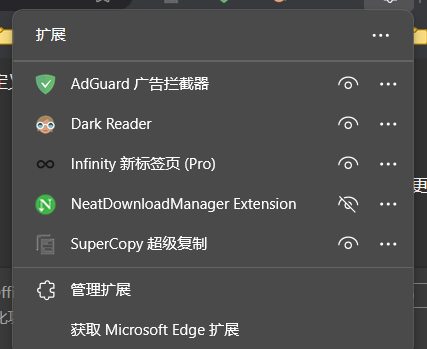 扩展
AdGuard 广告拦截器
Dark Reader
Infinity 新标签页 (Pro)
NeatDownloadManager Extension
SuperCopy 超级复制
管理扩展
获取 Microsoft Edge 扩展
更